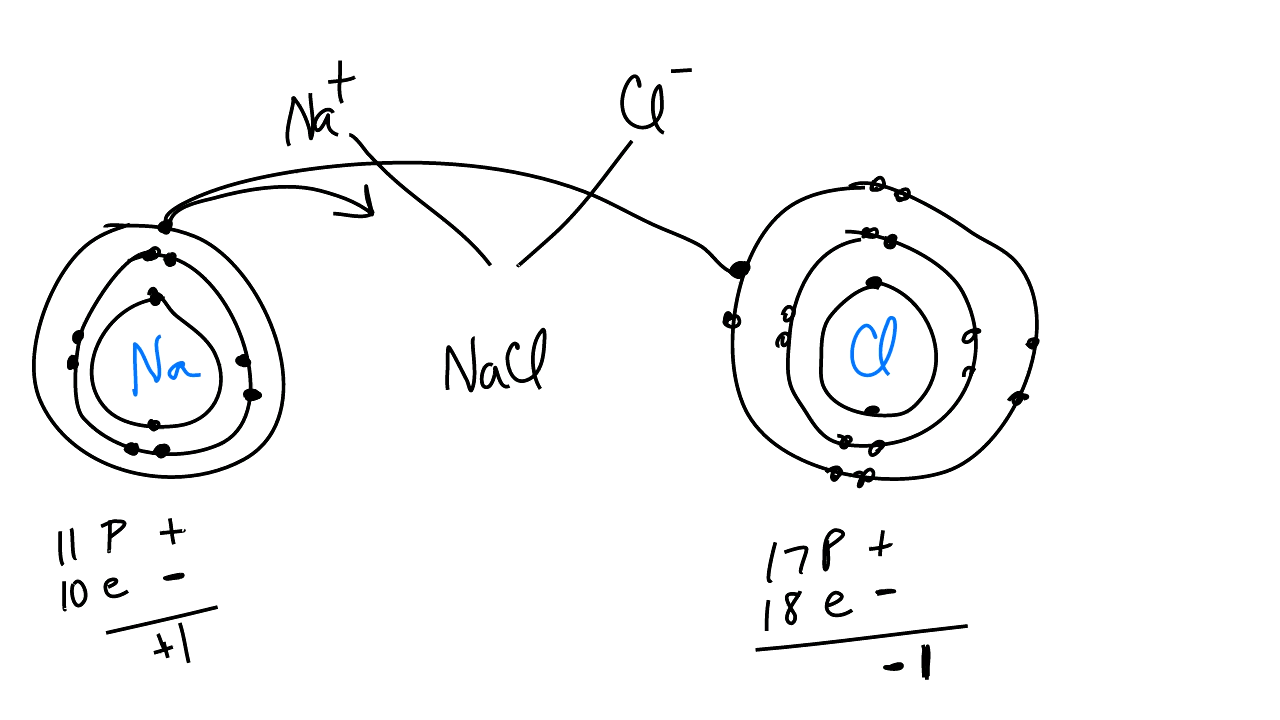 Na+
Cl-
Na
NaCl
Cl
11 P +
10 e -
+1
17 P +
18 e -
-1